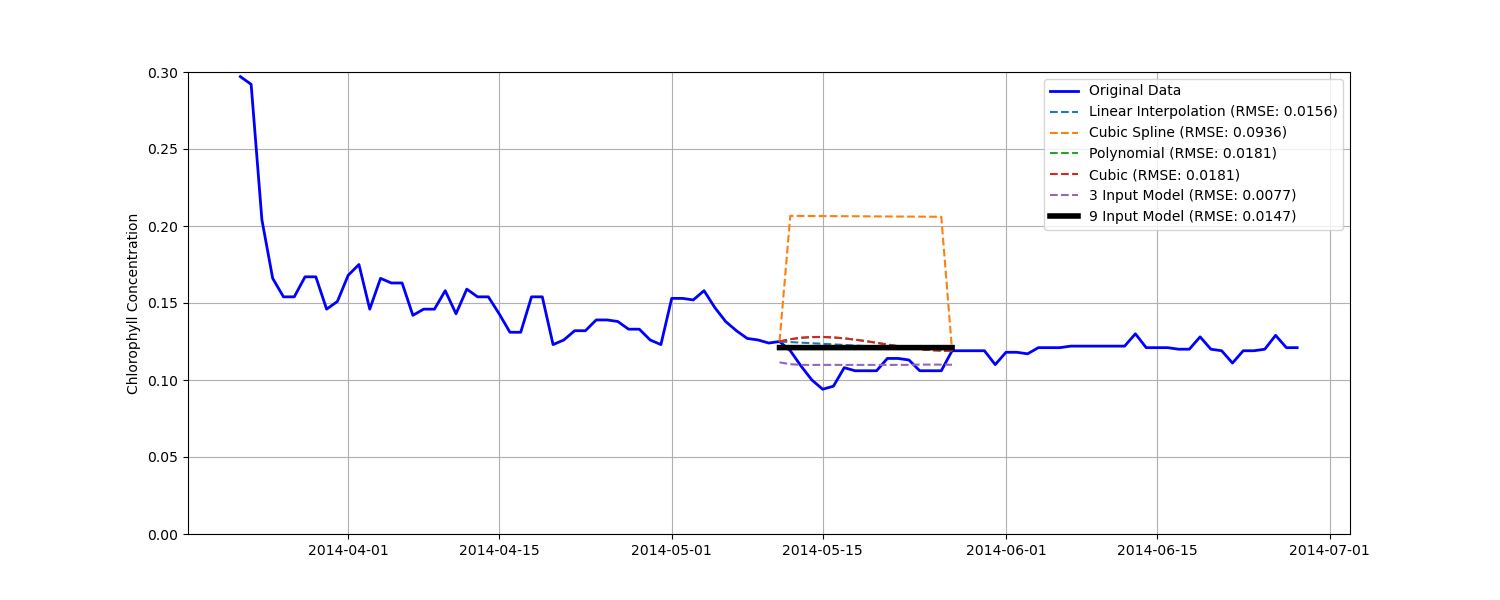 0.30
0.25
0.20
0.15
0.10
0.05
0.00
Chlorophyll Concentration
Original Data
Linear Interpolation (RMSE: 0.0156)
Cubic Spline (RMSE: 0.0936)
Polynomial (RMSE: 0.0181)
Cubic (RMSE: 0.0181)
3 Input Model (RMSE: 0.0077)
9 Input Model (RMSE: 0.0147)
2014-04-01 2014-04-15 2014-05-01 2014-05-15 2014-06-01 2014-06-15 2014-07-01